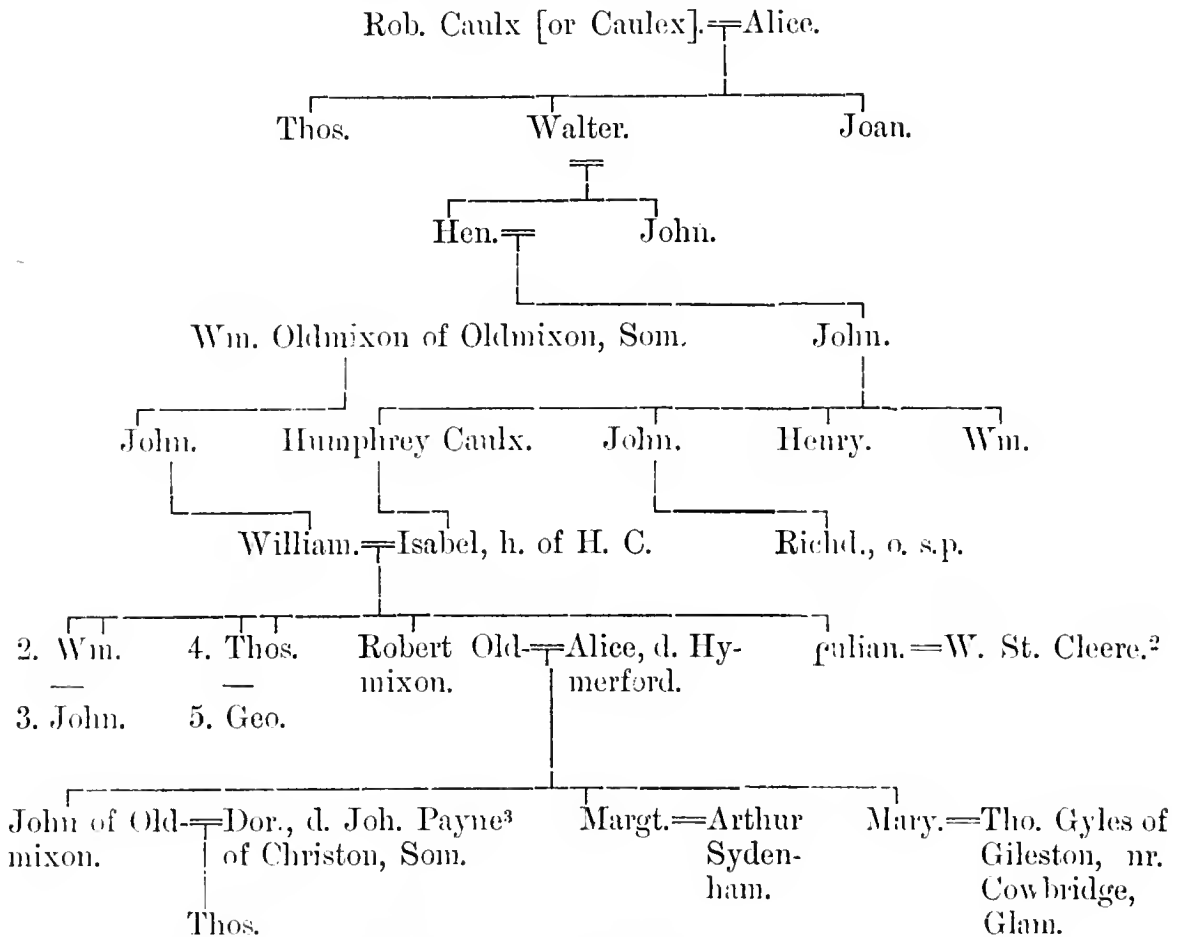 Rob. Caulx [or Caulex].═Alice.
Thos. Walter. Joan.
Hen.═ John.
Wm. Oldmixon of Oldmixon, Som. John.
John. Humphrey Caulx. John. Henry. Wm.
William.═Isabel, h. of H. C. Richd., o. s.p.
2. Wm. 4. Thos. Robert Old-═Alice, d. Hy- Julian.═W. St. Cleere.²
mixon. merford.
3. John. 5. Geo.
John of Old-═Dor., d. Joh. Payne³ Margt.═Arthur Mary.═Tho. Gyles of
mixon. of Christon, Som. Syden- Gileston, nr.
ham. Cowbridge,
Thos. Glam.